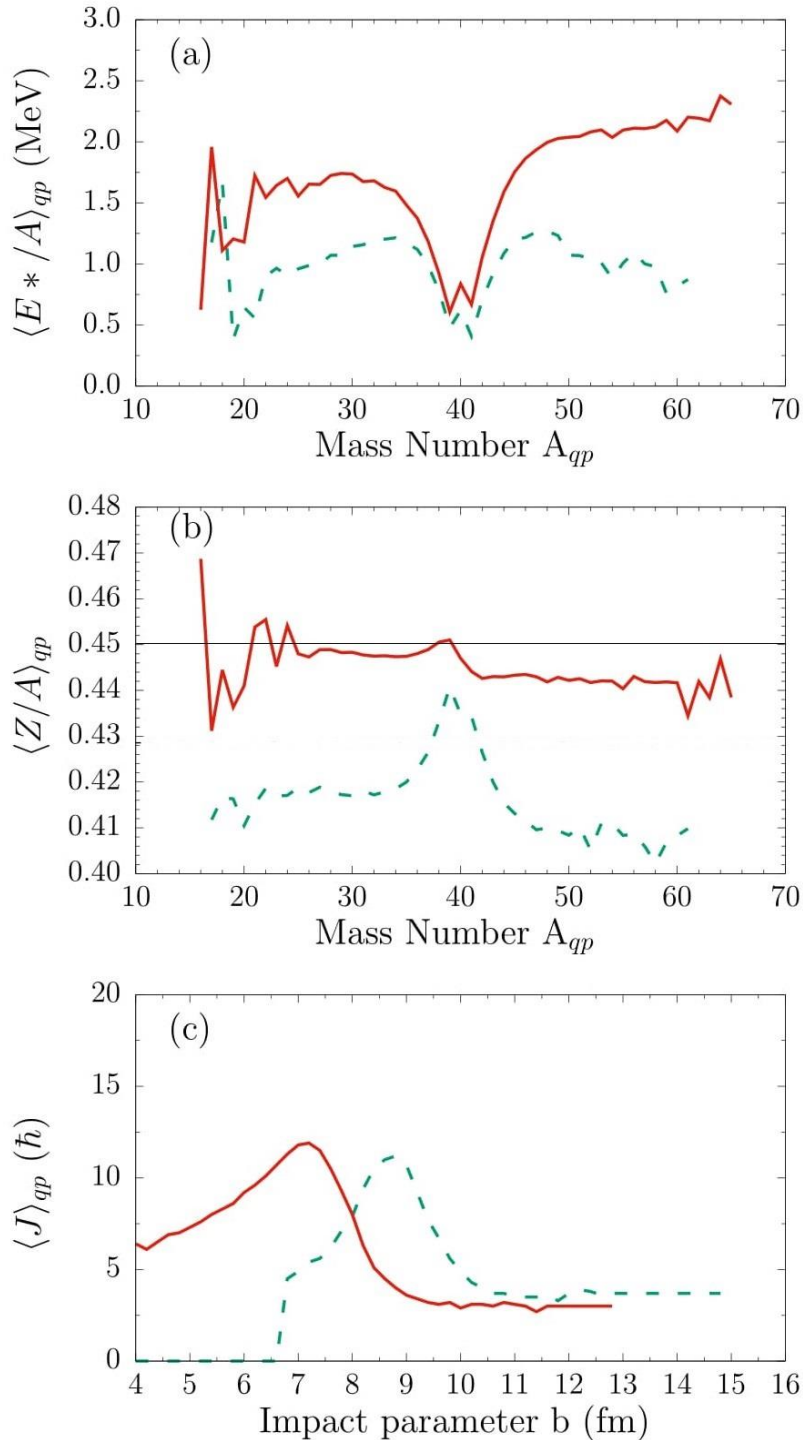 (a)
3.0
2.5
2.0
1.5
1.0
0.5
0.0
⟨E ∗ /A⟩qp (MeV)
10 20 30 40 50 60 70
Mass Number Aqp
(b)
0.48
0.47
0.46
0.45
0.44
0.43
0.42
0.41
0.40
⟨Z/A⟩qp
10 20 30 40 50 60 70
Mass Number Aqp
(c)
20
15
10
5
0
⟨J⟩qp (ħ)
4 5 6 7 8 9 10 11 12 13 14 15 16
Impact parameter b (fm)